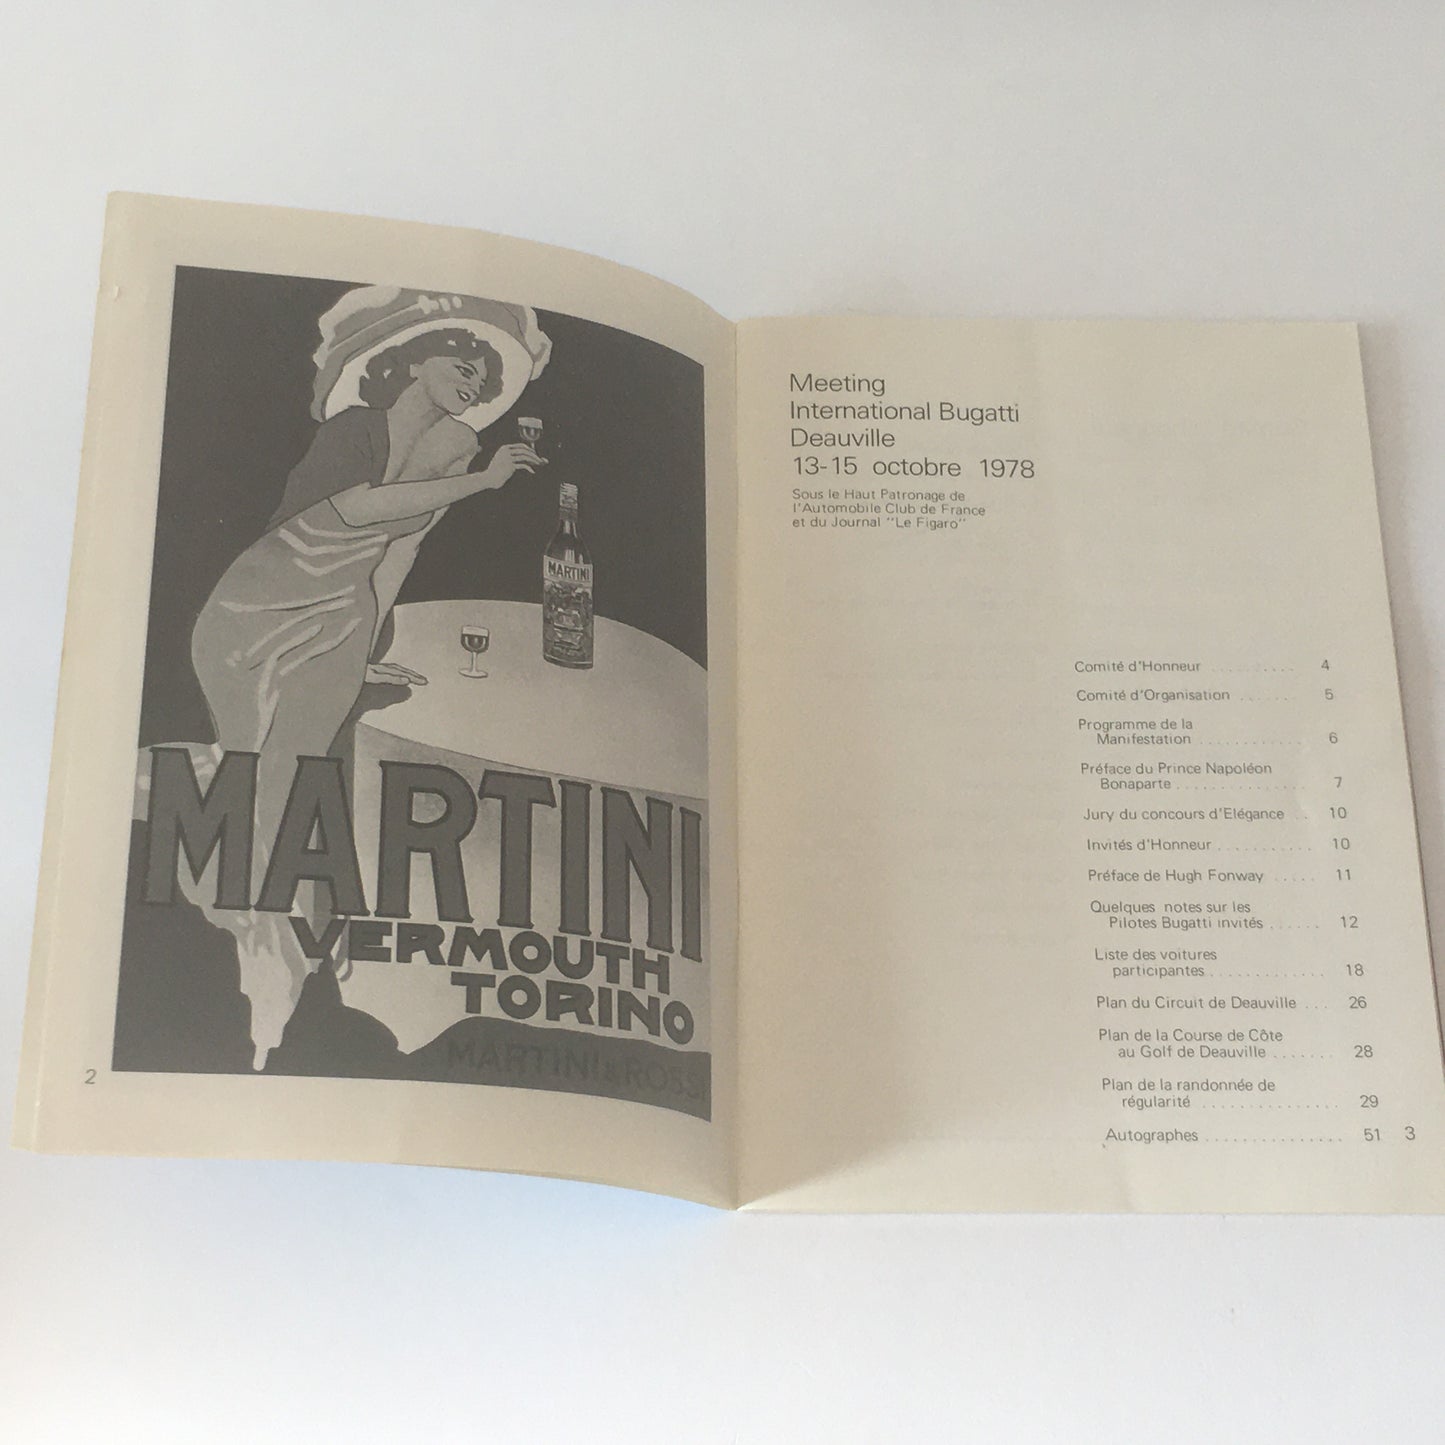 MARTINI
MARTINI
VERMOUTH
TORINO
MARTINI & ROSSI
2
Meeting
International Bugatti
Deauville
13-15 octobre 1978
Sous le Haut Patronage de
l'Automobile Club de France
et du Journal "Le Figaro"
Comité d'Honneur .......... 4
Comité d'Organisation ....... 5
Programme de la
Manifestation ............ 6
Préface du Prince Napoléon
Bonaparte ............... 7
Jury du concours d'Elégance .. 10
Invités d'Honneur ........... 10
Préface de Hugh Fonway ..... 11
Quelques notes sur les
Pilotes Bugatti invités ...... 12
Liste des voitures
participantes ............. 18
Plan du Circuit de Deauville ... 26
Plan de la Course de Côte
au Golf de Deauville ....... 28
Plan de la randonnée de
régularité ............... 29
Autographes ............... 51
3